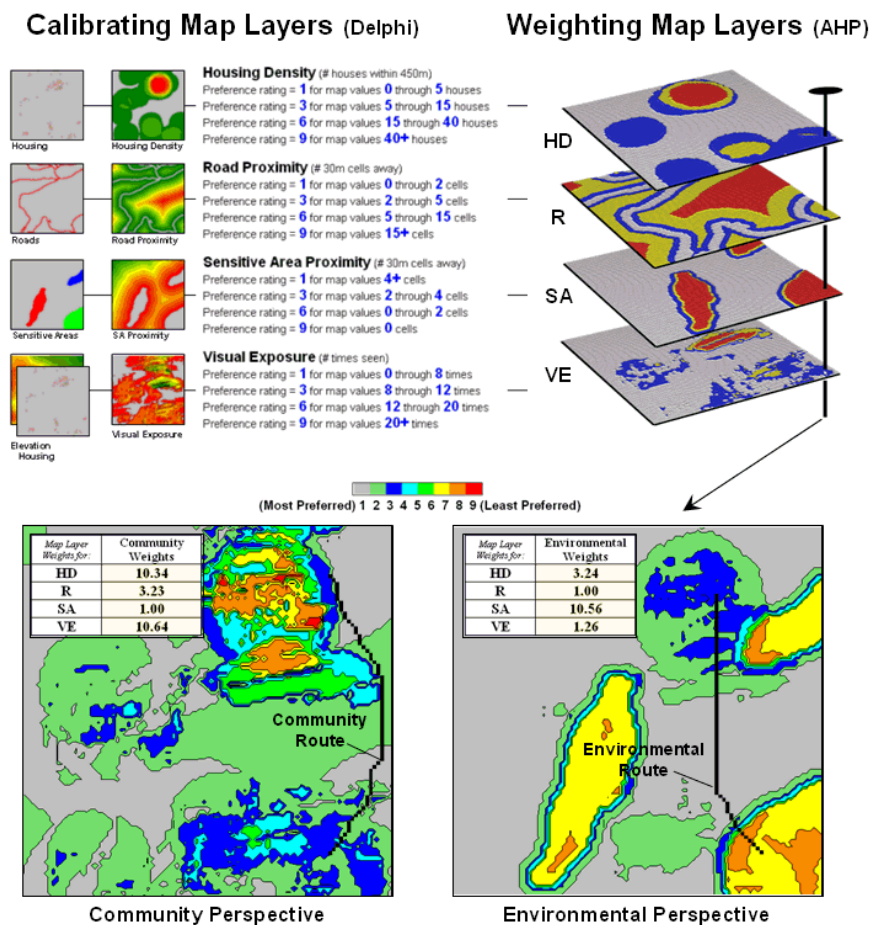 Calibrating Map Layers (Delphi)
Weighting Map Layers (AHP)
Housing
Housing Density
Housing Density (# houses within 450m)
Preference rating = 1 for map values 0 through 5 houses
Preference rating = 3 for map values 5 through 15 houses
Preference rating = 6 for map values 15 through 40 houses
Preference rating = 9 for map values 40+ houses
HD
Roads
Road Proximity
Road Proximity (# 30m cells away)
Preference rating = 1 for map values 0 through 2 cells
Preference rating = 3 for map values 2 through 5 cells
Preference rating = 6 for map values 5 through 15 cells
Preference rating = 9 for map values 15+ cells
R
Sensitive Areas
SA Proximity
Sensitive Area Proximity (# 30m cells away)
Preference rating = 1 for map values 4+ cells
Preference rating = 3 for map values 2 through 4 cells
Preference rating = 6 for map values 0 through 2 cells
Preference rating = 9 for map values 0 cells
SA
Elevation
Housing
Visual Exposure
Visual Exposure (# times seen)
Preference rating = 1 for map values 0 through 8 times
Preference rating = 3 for map values 8 through 12 times
Preference rating = 6 for map values 12 through 20 times
Preference rating = 9 for map values 20+ times
VE
(Most Preferred) 1 2 3 4 5 6 7 8 9 (Least Preferred)
Map Layer Weights for: Community Weights
HD 10.34
R 3.23
SA 1.00
VE 10.64
Community
Route
Community Perspective
Map Layer Weights for: Environmental Weights
HD 3.24
R 1.00
SA 10.56
VE 1.26
Environmental
Route
Environmental Perspective